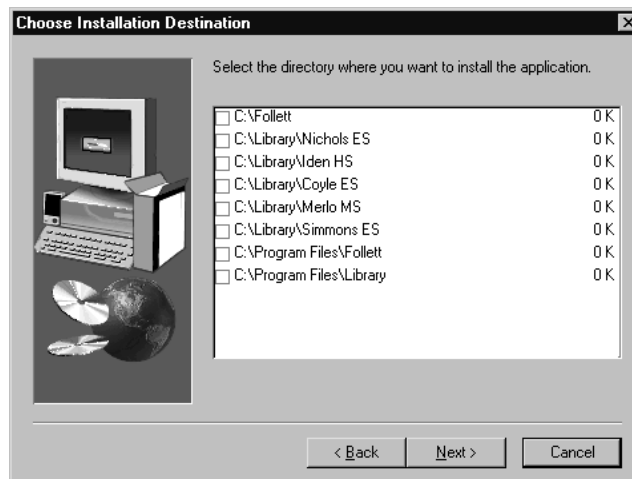 Choose Installation Destination
Select the directory where you want to install the application.
C:\Follett 0 K
C:\Library\Nichols ES 0 K
C:\Library\Iden HS 0 K
C:\Library\Coyle ES 0 K
C:\Library\Merlo MS 0 K
C:\Library\Simmons ES 0 K
C:\Program Files\Follett 0 K
C:\Program Files\Library 0 K
< Back Next > Cancel